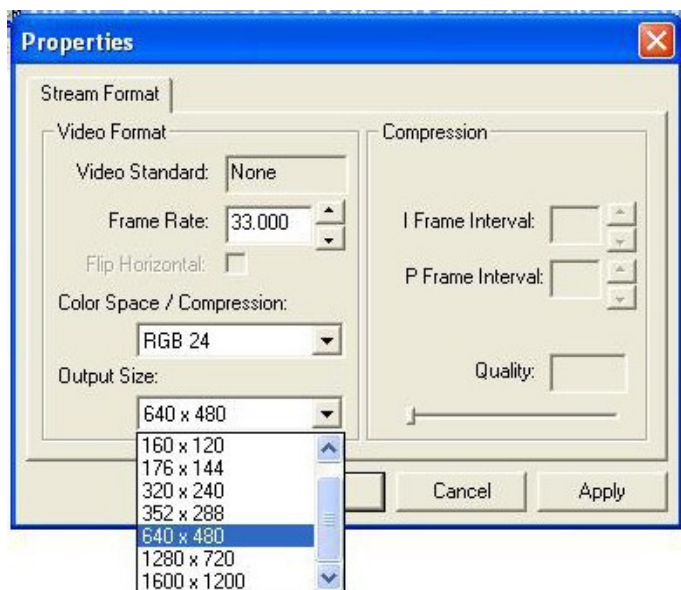 Properties
Stream Format
Video Format
Video Standard: None
Frame Rate: 33.000
Flip Horizontal:
Color Space / Compression:
RGB 24
Output Size:
640 x 480
160 x 120
176 x 144
320 x 240
352 x 288
640 x 480
1280 x 720
1600 x 1200
Compression
I Frame Interval:
P Frame Interval:
Quality:
Cancel
Apply